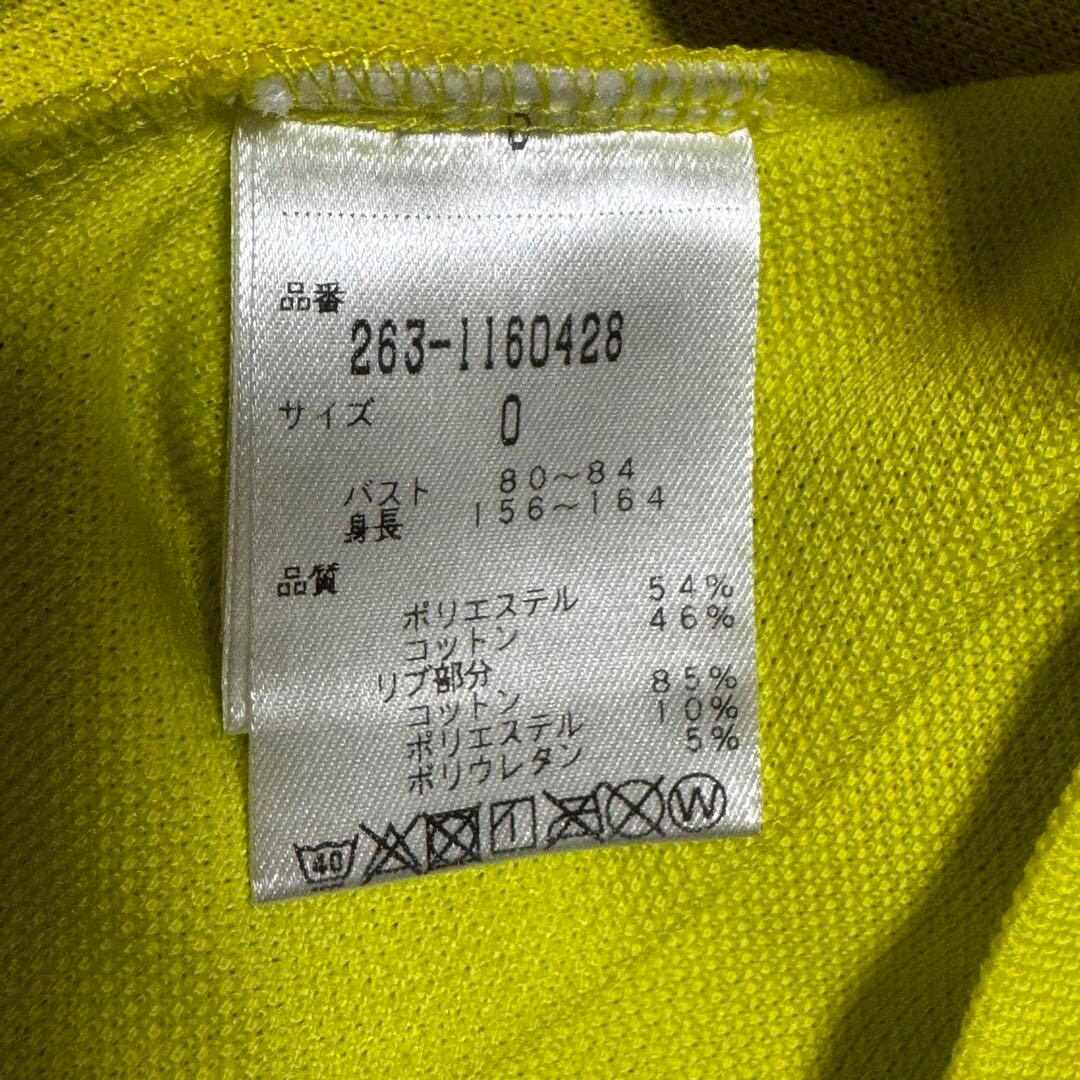 0
品番
263-1160428
サイズ 0
バスト 80～84
身長 156～164
品質
ポリエステル 54%
コットン 46%
リブ部分
コットン 85%
ポリエステル 10%
ポリウレタン 5%
40 W